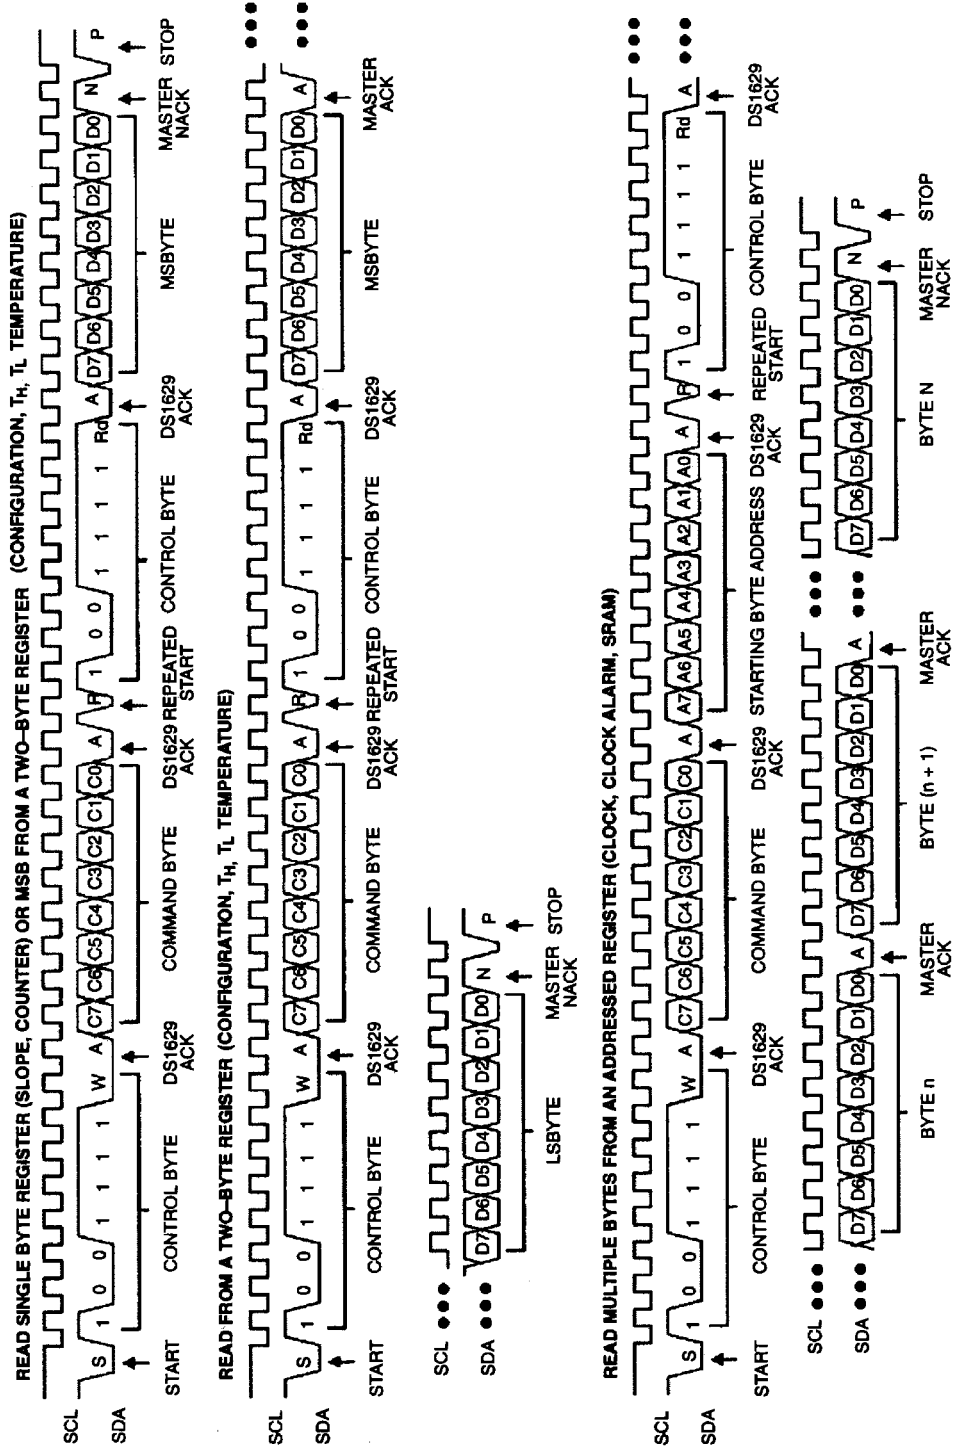 READ SINGLE BYTE REGISTER (SLOPE, COUNTER) OR MSB FROM A TWO–BYTE REGISTER (CONFIGURATION, TH, TL TEMPERATURE)
SCL
SDA S 1 0 0 1 1 1 1 W A C7 C6 C5 C4 C3 C2 C1 C0 A R 1 0 0 1 1 1 1 Rd A D7 D6 D5 D4 D3 D2 D1 D0 N P
START CONTROL BYTE DS1629 COMMAND BYTE DS1629 REPEATED CONTROL BYTE DS1629 MSBYTE MASTER STOP
ACK ACK START ACK NACK
READ FROM A TWO–BYTE REGISTER (CONFIGURATION, TH, TL TEMPERATURE)
S 1 0 0 1 1 1 1 W A C7 C6 C5 C4 C3 C2 C1 C0 A R 1 0 0 1 1 1 1 Rd A D7 D6 D5 D4 D3 D2 D1 D0 A
START CONTROL BYTE DS1629 COMMAND BYTE DS1629 REPEATED CONTROL BYTE DS1629 MSBYTE MASTER
ACK ACK START ACK ACK
SCL
SDA D7 D6 D5 D4 D3 D2 D1 D0 N P
LSBYTE MASTER STOP
NACK
READ MULTIPLE BYTES FROM AN ADDRESSED REGISTER (CLOCK, CLOCK ALARM, SRAM)
SCL
SDA S 1 0 0 1 1 1 1 W A C7 C6 C5 C4 C3 C2 C1 C0 A A7 A6 A5 A4 A3 A2 A1 A0 A R 1 0 0 1 1 1 1 Rd A
START CONTROL BYTE DS1629 COMMAND BYTE DS1629 STARTING BYTE ADDRESS DS1629 REPEATED CONTROL BYTE DS1629
ACK ACK ACK START ACK
SCL
SDA D7 D6 D5 D4 D3 D2 D1 D0 A D7 D6 D5 D4 D3 D2 D1 D0 A D7 D6 D5 D4 D3 D2 D1 D0 N P
BYTE n MASTER BYTE (n + 1) MASTER BYTE N MASTER STOP
ACK ACK NACK